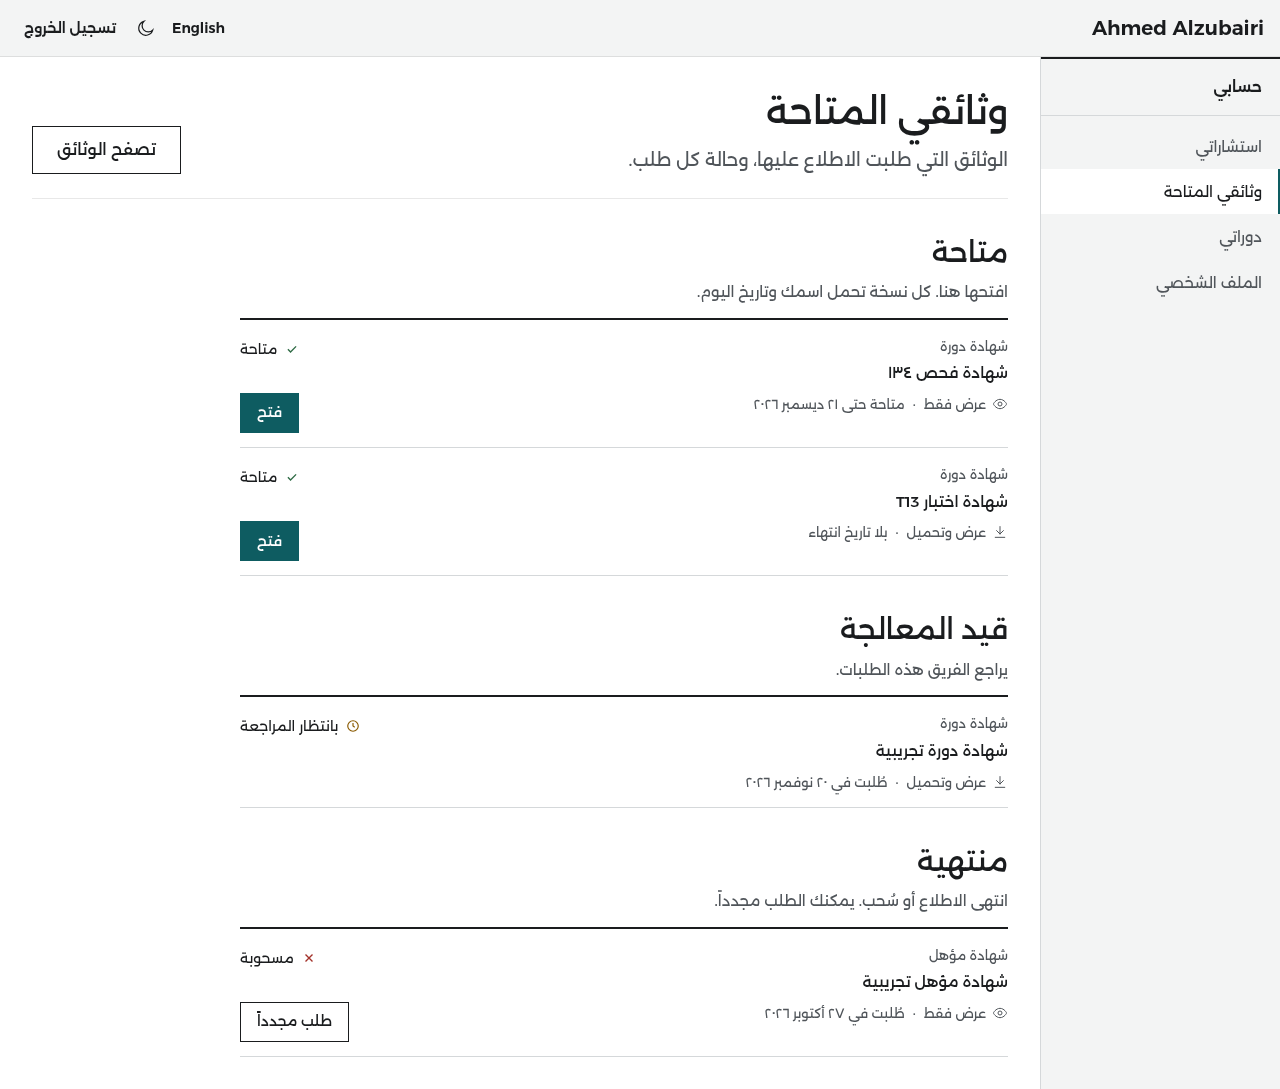 Ahmed Alzubairi
English
تسجيل الخروج
حسابي
استشاراتي
وثائقي المتاحة
دوراتي
الملف الشخصي
وثائقي المتاحة
الوثائق التي طلبت الاطلاع عليها، وحالة كل طلب.
تصفح الوثائق
متاحة
افتحها هنا. كل نسخة تحمل اسمك وتاريخ اليوم.
شهادة دورة
متاحة
شهادة فحص ١٣٤
عرض فقط · متاحة حتى ٢١ ديسمبر ٢٠٢٦
فتح
شهادة دورة
متاحة
شهادة اختبار T13
عرض وتحميل · بلا تاريخ انتهاء
فتح
قيد المعالجة
يراجع الفريق هذه الطلبات.
شهادة دورة
بانتظار المراجعة
شهادة دورة تجريبية
عرض وتحميل · طُلبت في ٢٠ نوفمبر ٢٠٢٦
منتهية
انتهى الاطلاع أو سُحب. يمكنك الطلب مجدداً.
شهادة مؤهل
مسحوبة
شهادة مؤهل تجريبية
عرض فقط · طُلبت في ٢٧ أكتوبر ٢٠٢٦
طلب مجدداً